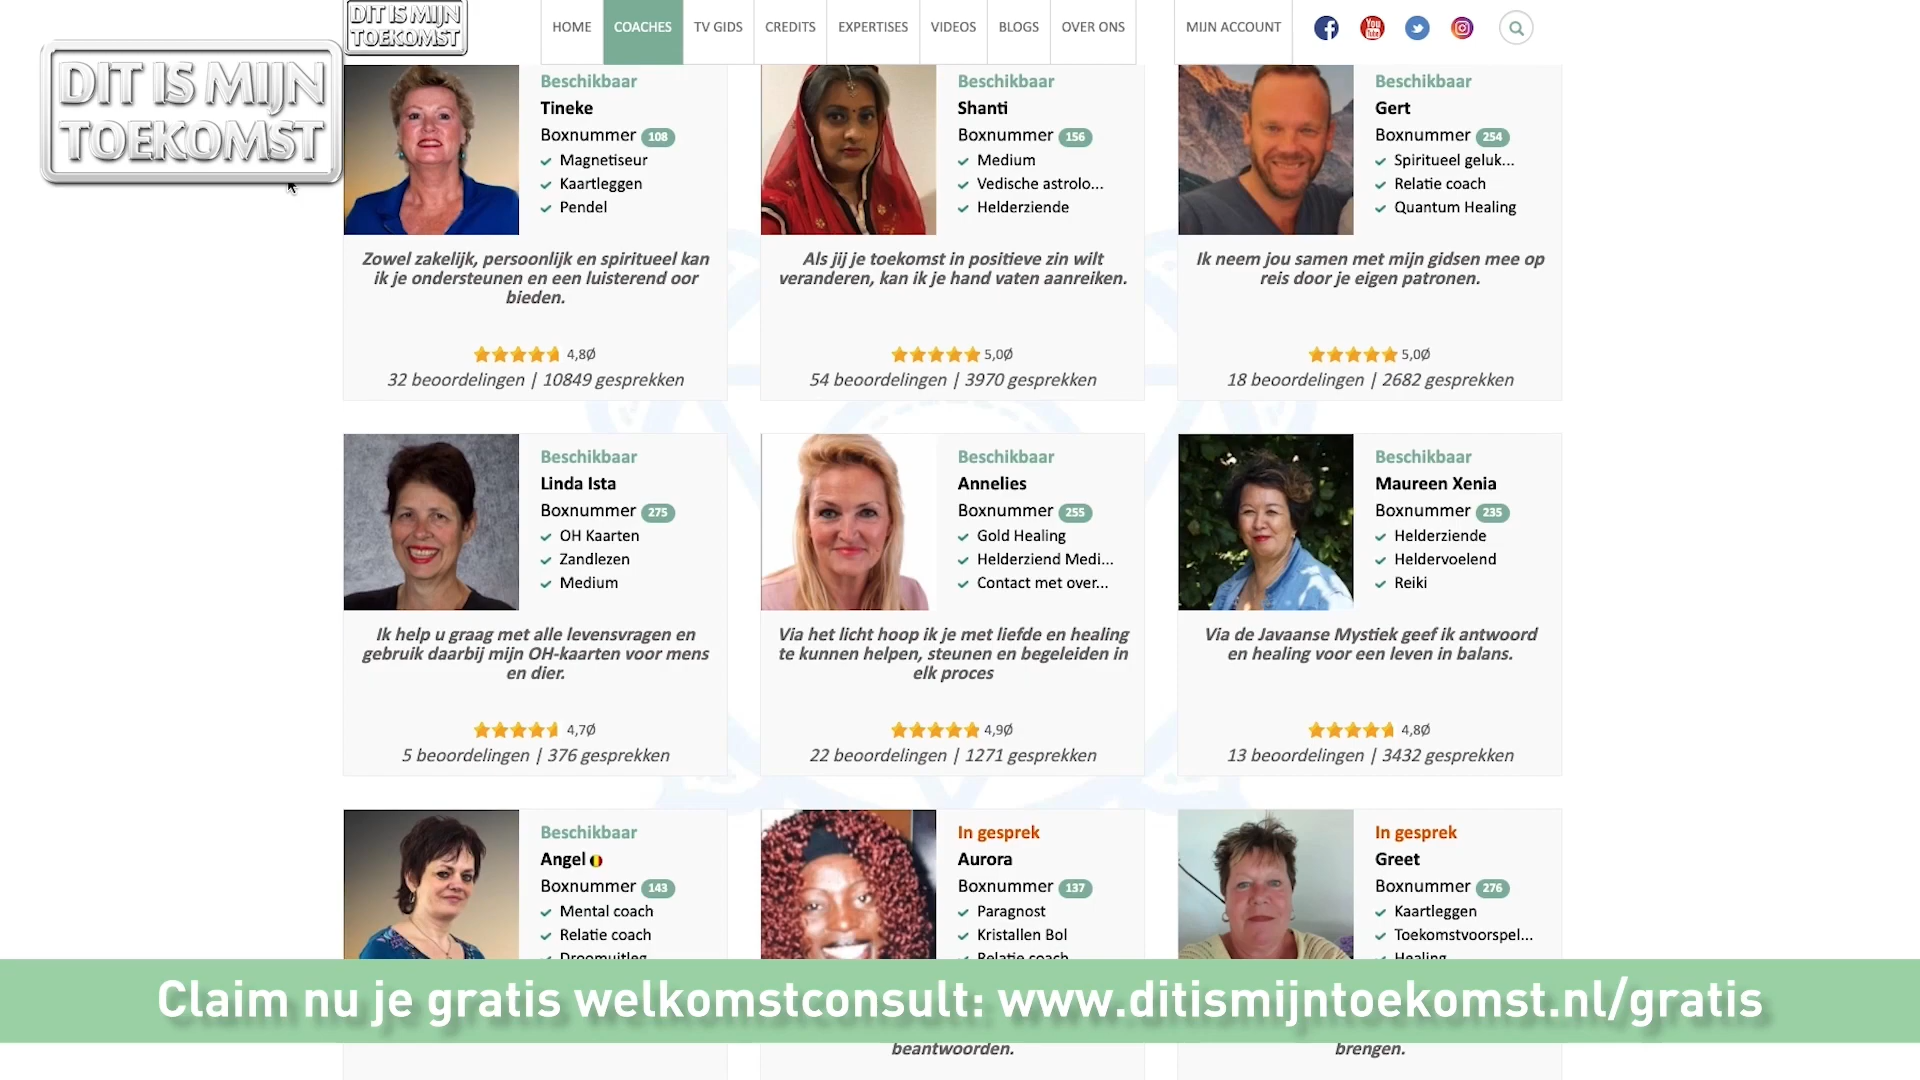 DIT IS MIJN
TOEKOMST
HOME
COACHES
TV GIDS
CREDITS
EXPERTISES
VIDEOS
BLOGS
OVER ONS
MIJN ACCOUNT
You
Tube
DIT IS MIJN
TOEKOMST
Beschikbaar
Tineke
Boxnummer 108
Magnetiseur
Kaartleggen
Pendel
Zowel zakelijk, persoonlijk en spiritueel kan
ik je ondersteunen en een luisterend oor
bieden.
4,8Ø
32 beoordelingen | 10849 gesprekken
Beschikbaar
Shanti
Boxnummer 156
Medium
Vedische astrolo...
Helderziende
Als jij je toekomst in positieve zin wilt
veranderen, kan ik je hand vaten aanreiken.
5,0Ø
54 beoordelingen | 3970 gesprekken
Beschikbaar
Gert
Boxnummer 254
Spiritueel geluk...
Relatie coach
Quantum Healing
Ik neem jou samen met mijn gidsen mee op
reis door je eigen patronen.
5,0Ø
18 beoordelingen | 2682 gesprekken
Beschikbaar
Linda Ista
Boxnummer 275
OH Kaarten
Zandlezen
Medium
Ik help u graag met alle levensvragen en
gebruik daarbij mijn OH-kaarten voor mens
en dier.
4,7Ø
5 beoordelingen | 376 gesprekken
Beschikbaar
Annelies
Boxnummer 255
Gold Healing
Helderziend Medi...
Contact met over...
Via het licht hoop ik je met liefde en healing
te kunnen helpen, steunen en begeleiden in
elk proces
4,9Ø
22 beoordelingen | 1271 gesprekken
Beschikbaar
Maureen Xenia
Boxnummer 235
Helderziende
Heldervoelend
Reiki
Via de Javaanse Mystiek geef ik antwoord
en healing voor een leven in balans.
4,8Ø
13 beoordelingen | 3432 gesprekken
Beschikbaar
Angel
Boxnummer 143
Mental coach
Relatie coach
Droomuitleg
In gesprek
Aurora
Boxnummer 137
Paragnost
Kristallen Bol
Relatie coach
beantwoorden.
In gesprek
Greet
Boxnummer 276
Kaartleggen
Toekomstvoorspel...
Healing
brengen.
Claim nu je gratis welkomstconsult: www.ditismijntoekomst.nl/gratis